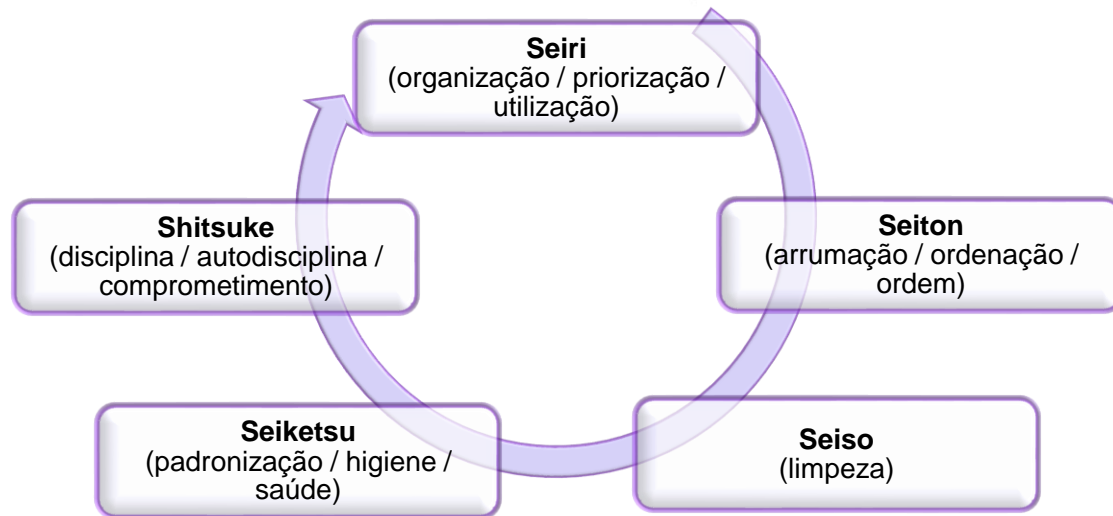 Seiri
(organização / priorização /
utilização)
Seiton
(arrumação / ordenação /
ordem)
Seiso
(limpeza)
Seiketsu
(padronização / higiene /
saúde)
Shitsuke
(disciplina / autodisciplina /
comprometimento)